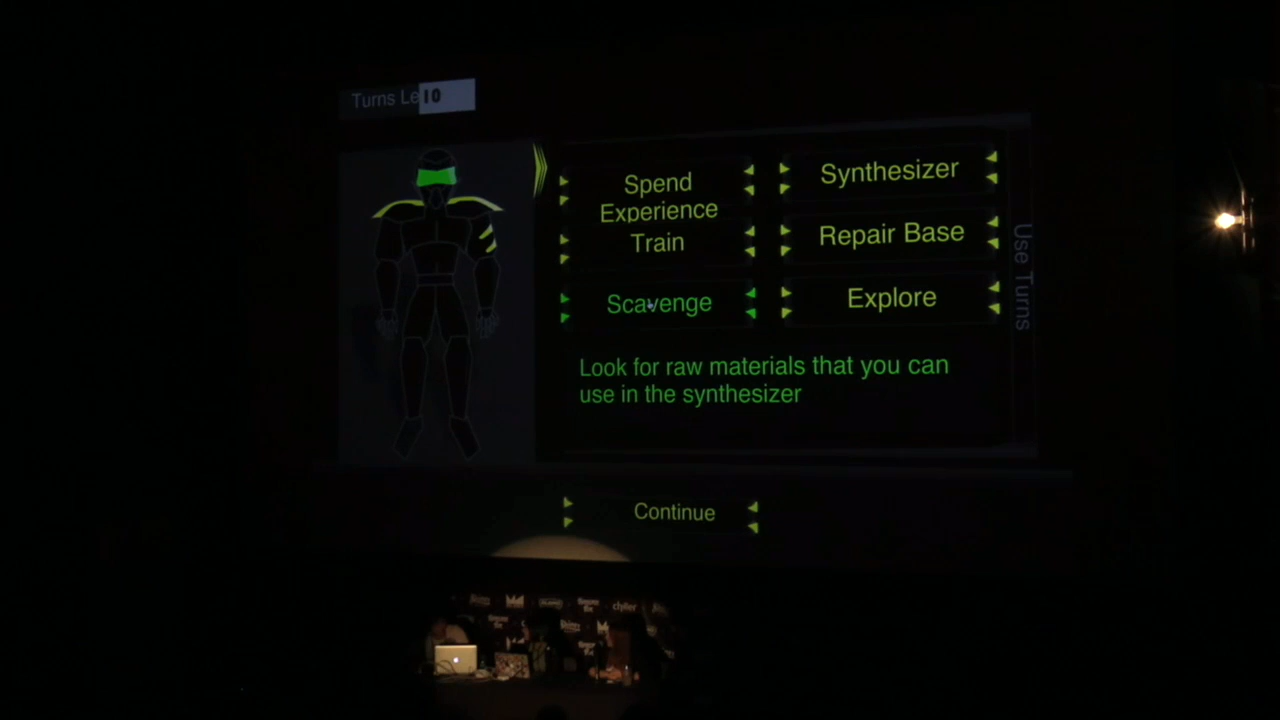 Turns Le 10
Spend
Experience
Train
Scavenge
Synthesizer
Repair Base
Explore
Use Turns
Look for raw materials that you can
use in the synthesizer
Continue
chiller